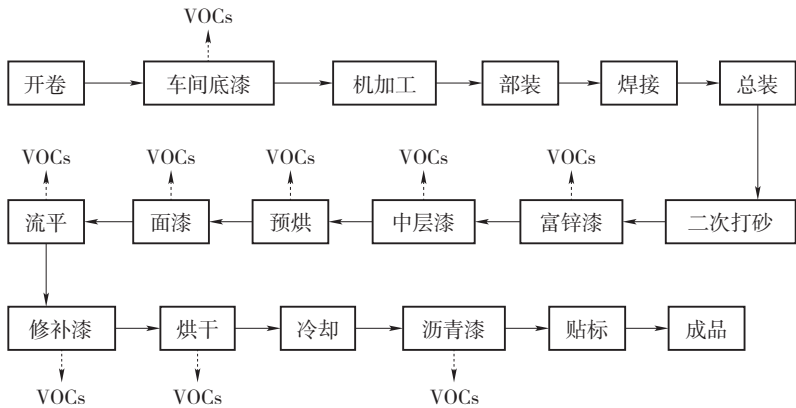 VOCs
开卷 车间底漆 机加工 部装 焊接 总装
VOCs VOCs VOCs VOCs VOCs
流平 面漆 预烘 中层漆 富锌漆 二次打砂
修补漆 烘干 冷却 沥青漆 贴标 成品
VOCs VOCs VOCs